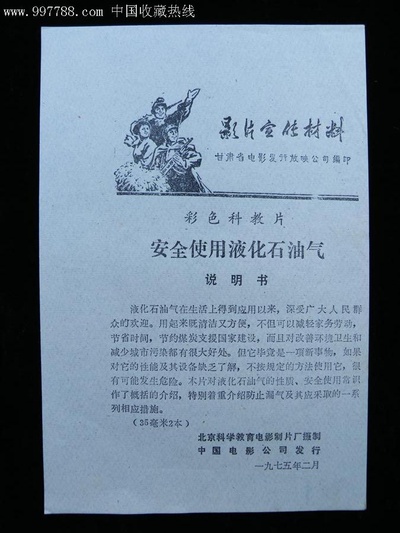 www.997788.com 中国收藏热线
影片宣传材料
甘肃省电影发行放映公司编印
彩色科教片
安全使用液化石油气
说明书
液化石油气在生活上得到应用以来，深受广大人民群
众的欢迎。用起来既清洁又方便，不但可以减轻家务劳动，
节省时间，节约煤炭支援国家建设，而且对改善环境卫生和
减少城市污染都有很大好处。但它毕竟是一项新事物，如果
对它的性能及其设备缺乏了解，不按规定的方法使用它，很
有可能发生危险。本片对液化石油气的性质、安全使用常识
作了概括的介绍，特别着重介绍防止漏气及其应采取的一系
列相应措施。
（35毫米2本）
北京科学教育电影制片厂摄制
中国电影公司发行
一九七五年二月